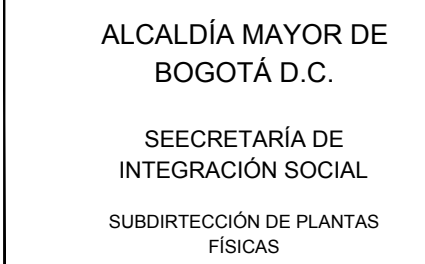 ALCALDÍA MAYOR DE
BOGOTÁ D.C.
SEECRETARÍA DE
INTEGRACIÓN SOCIAL
SUBDIRTECCIÓN DE PLANTAS
FÍSICAS